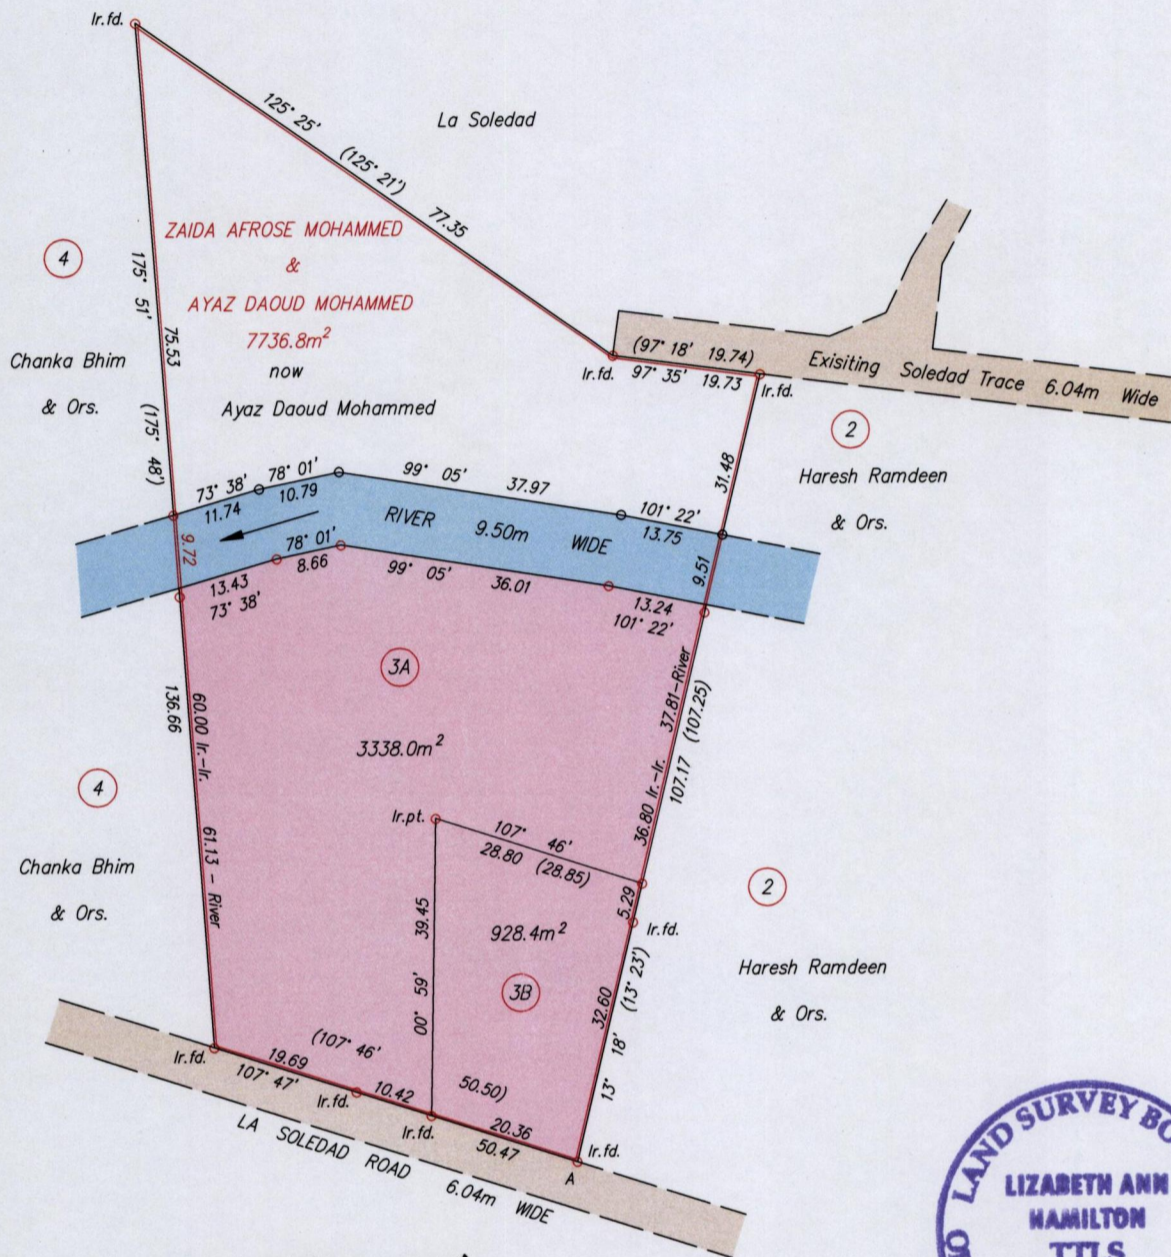 Ir.fd.
125° 25'
(125° 21')
77.35
La Soledad
ZAIDA AFROSE MOHAMMED
&
AYAZ DAOUD MOHAMMED
7736.8m²
now
Ayaz Daoud Mohammed
4
Chanka Bhim
& Ors.
175° 51'
75.53
(175° 48')
(97° 18' 19.74)
97° 35' 19.73
Ir.fd.
Ir.fd.
Exisiting Soledad Trace 6.04m Wide
2
Haresh Ramdeen
& Ors.
31.48
73° 38'
11.74
78° 01'
10.79
99° 05' 37.97
101° 22'
13.75
RIVER 9.50m WIDE
9.72
9.51
13.43
73° 38'
78° 01'
8.66
99° 05' 36.01
13.24
101° 22'
3A
3338.0m²
136.66
60.00 Ir.-Ir.
61.13 - River
37.81-River
36.80 Ir.-Ir.
107.17 (107.25)
4
Chanka Bhim
& Ors.
Ir.pt.
107° 46'
28.80 (28.85)
39.45
00° 59'
928.4m²
3B
5.29
Ir.fd.
32.60
13° 18' (13° 23')
2
Haresh Ramdeen
& Ors.
Ir.fd.
19.69
107° 47'
(107° 46'
50.50)
Ir.fd.
10.42
Ir.fd.
20.36
50.47
Ir.fd.
A
LA SOLEDAD ROAD 6.04m WIDE
LAND SURVEY BO
LIZABETH ANN
HAMILTON
TTLS